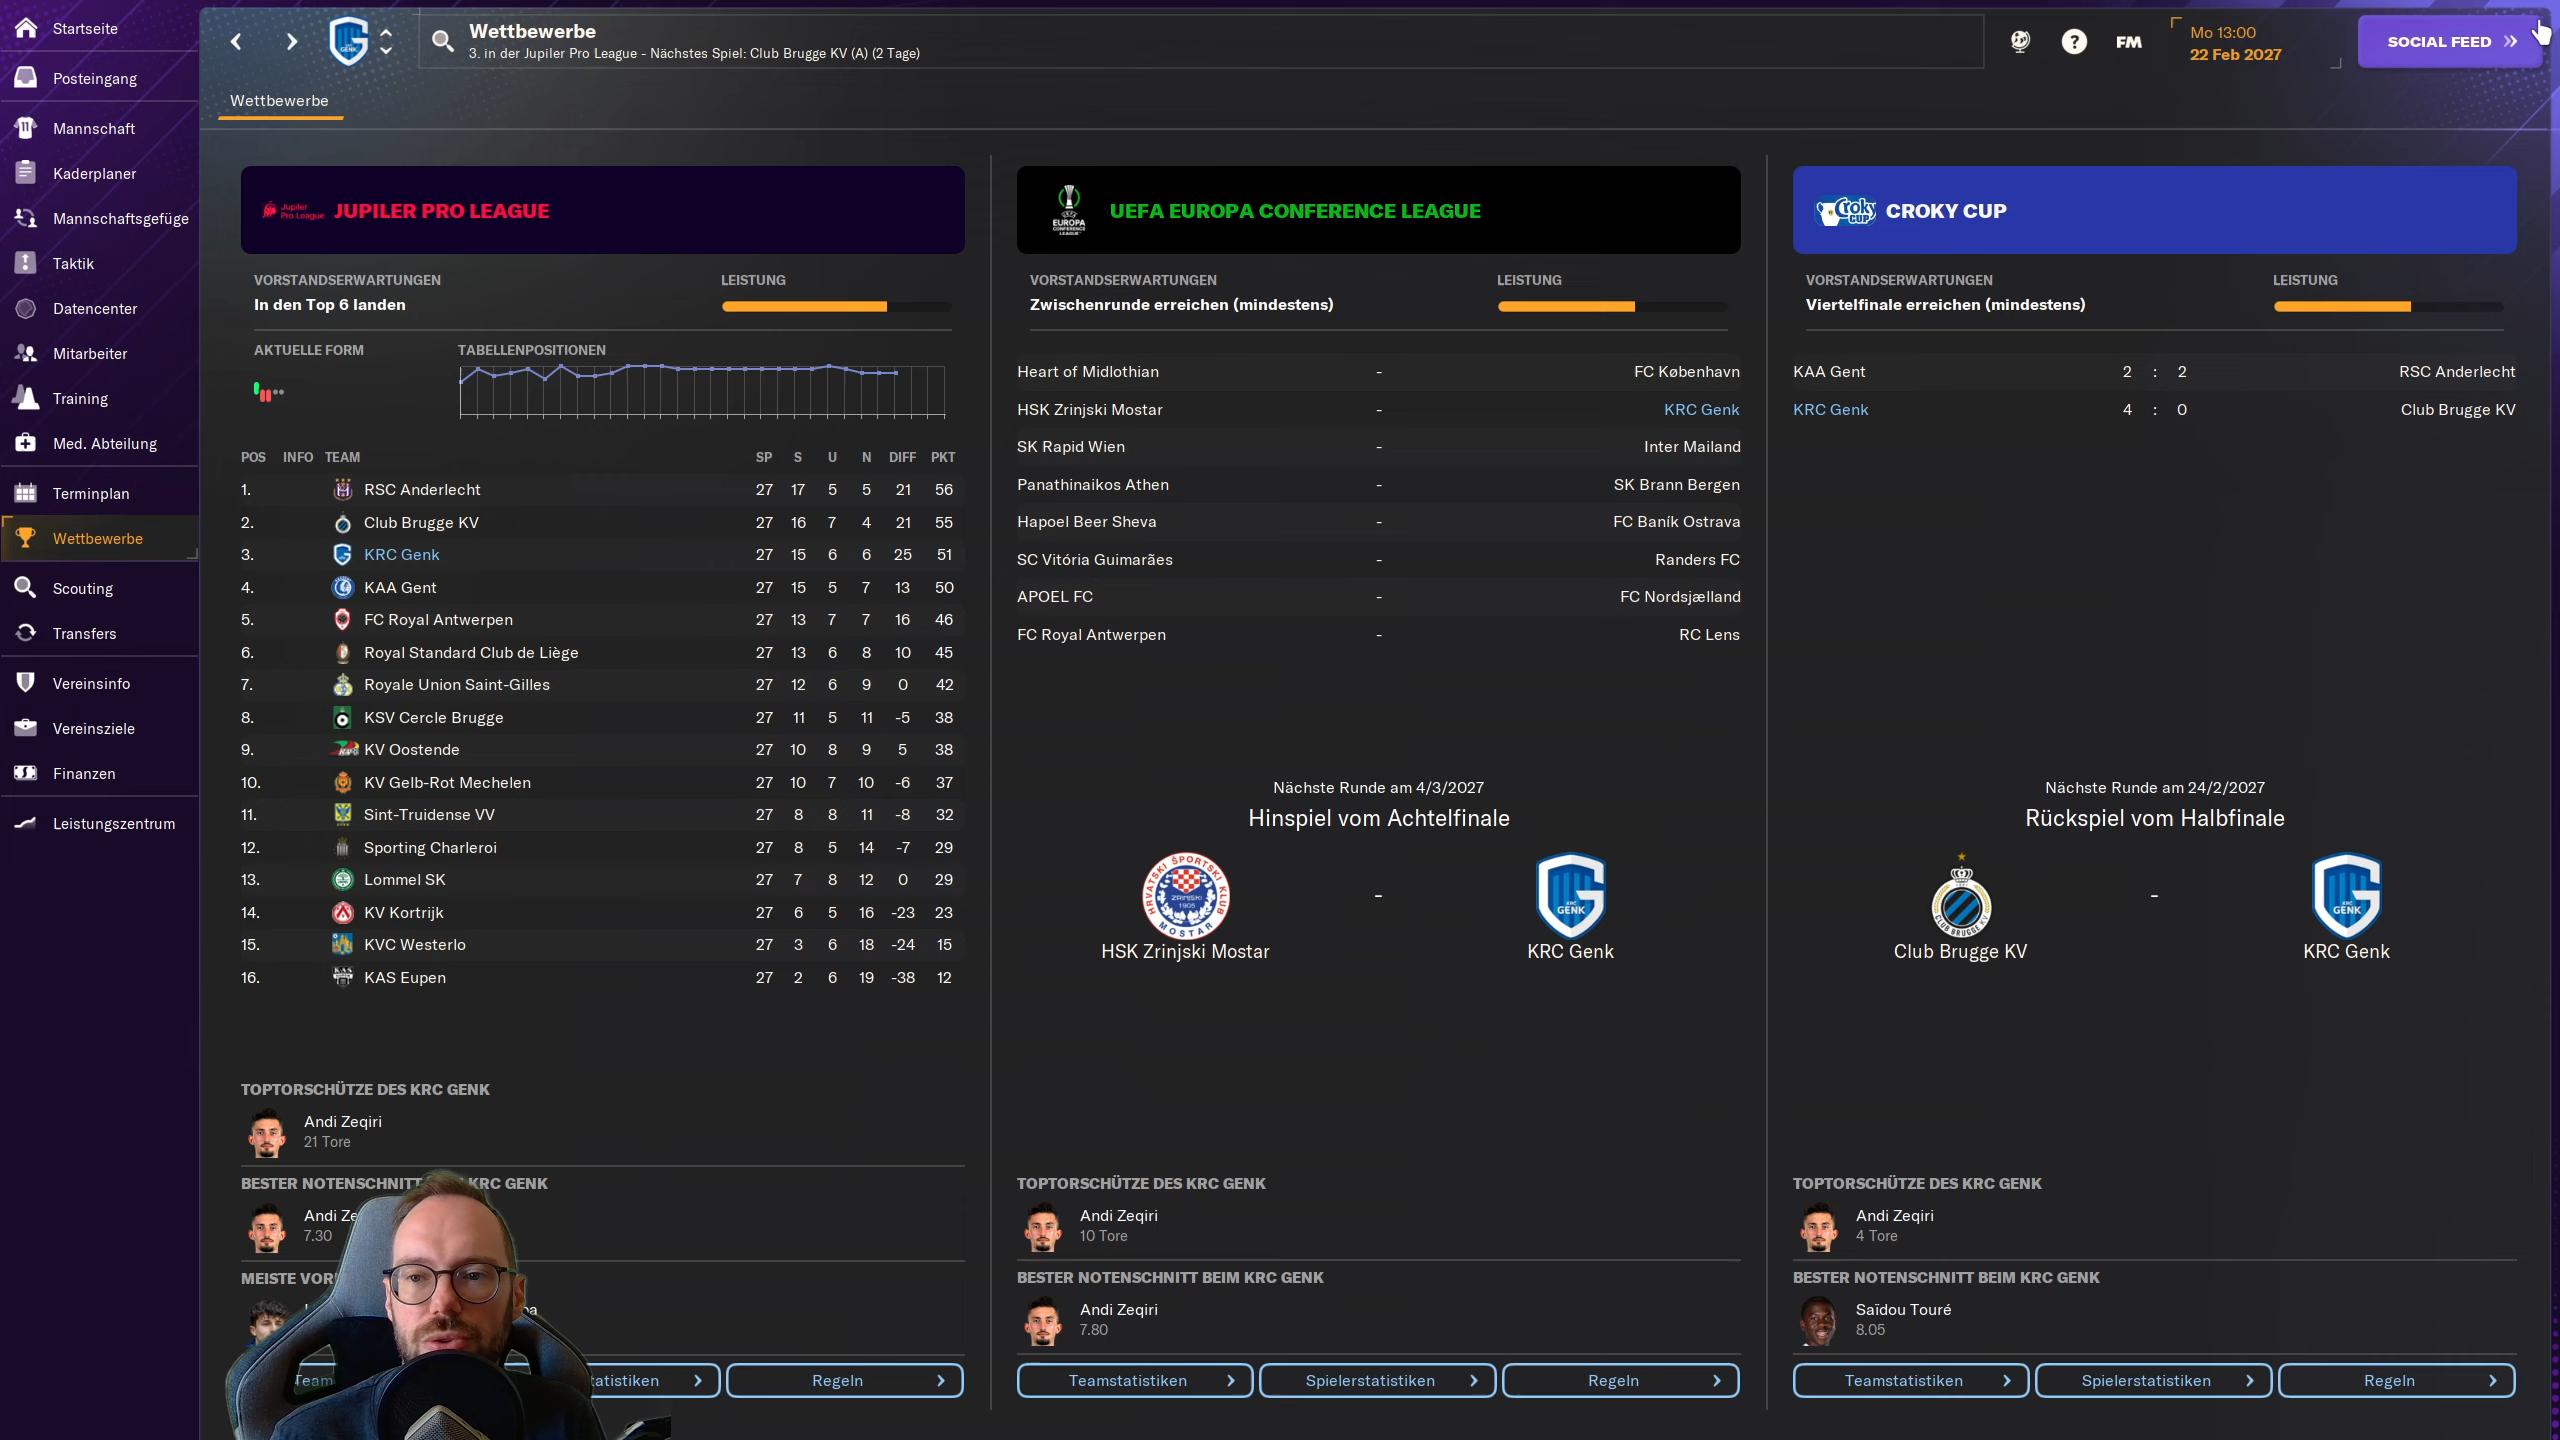 Startseite
Posteingang
Mannschaft
Kaderplaner
Mannschaftsgefüge
Taktik
Datencenter
Mitarbeiter
Training
Med. Abteilung
Terminplan
Wettbewerbe
Scouting
Transfers
Vereinsinfo
Vereinsziele
Finanzen
Leistungszentrum
Wettbewerbe
3. in der Jupiler Pro League - Nächstes Spiel: Club Brugge KV (A) (2 Tage)
FM
Mo 13:00
22 Feb 2027
SOCIAL FEED
Wettbewerbe
Jupiler Pro League JUPILER PRO LEAGUE
VORSTANDSERWARTUNGEN LEISTUNG
In den Top 6 landen
AKTUELLE FORM TABELLENPOSITIONEN
POS INFO TEAM SP S U N DIFF PKT
1. RSC Anderlecht 27 17 5 5 21 56
2. Club Brugge KV 27 16 7 4 21 55
3. KRC Genk 27 15 6 6 25 51
4. KAA Gent 27 15 5 7 13 50
5. FC Royal Antwerpen 27 13 7 7 16 46
6. Royal Standard Club de Liège 27 13 6 8 10 45
7. Royale Union Saint-Gilles 27 12 6 9 0 42
8. KSV Cercle Brugge 27 11 5 11 -5 38
9. KV Oostende 27 10 8 9 5 38
10. KV Gelb-Rot Mechelen 27 10 7 10 -6 37
11. Sint-Truidense VV 27 8 8 11 -8 32
12. Sporting Charleroi 27 8 5 14 -7 29
13. Lommel SK 27 7 8 12 0 29
14. KV Kortrijk 27 6 5 16 -23 23
15. KVC Westerlo 27 3 6 18 -24 15
16. KAS Eupen 27 2 6 19 -38 12
TOPTORSCHÜTZE DES KRC GENK
Andi Zeqiri
21 Tore
BESTER NOTENSCHNITT KRC GENK
Andi Ze
7.30
MEISTE VOR
Team
tatistiken
Regeln
EUROPA CONFERENCE LEAGUE
UEFA EUROPA CONFERENCE LEAGUE
VORSTANDSERWARTUNGEN LEISTUNG
Zwischenrunde erreichen (mindestens)
Heart of Midlothian - FC København
HSK Zrinjski Mostar - KRC Genk
SK Rapid Wien - Inter Mailand
Panathinaikos Athen - SK Brann Bergen
Hapoel Beer Sheva - FC Baník Ostrava
SC Vitória Guimarães - Randers FC
APOEL FC - FC Nordsjælland
FC Royal Antwerpen - RC Lens
Nächste Runde am 4/3/2027
Hinspiel vom Achtelfinale
-
HSK Zrinjski Mostar KRC Genk
TOPTORSCHÜTZE DES KRC GENK
Andi Zeqiri
10 Tore
BESTER NOTENSCHNITT BEIM KRC GENK
Andi Zeqiri
7.80
Teamstatistiken
Spielerstatistiken
Regeln
Croky CUP CROKY CUP
VORSTANDSERWARTUNGEN LEISTUNG
Viertelfinale erreichen (mindestens)
KAA Gent 2 : 2 RSC Anderlecht
KRC Genk 4 : 0 Club Brugge KV
Nächste Runde am 24/2/2027
Rückspiel vom Halbfinale
-
Club Brugge KV KRC Genk
TOPTORSCHÜTZE DES KRC GENK
Andi Zeqiri
4 Tore
BESTER NOTENSCHNITT BEIM KRC GENK
Saïdou Touré
8.05
Teamstatistiken
Spielerstatistiken
Regeln